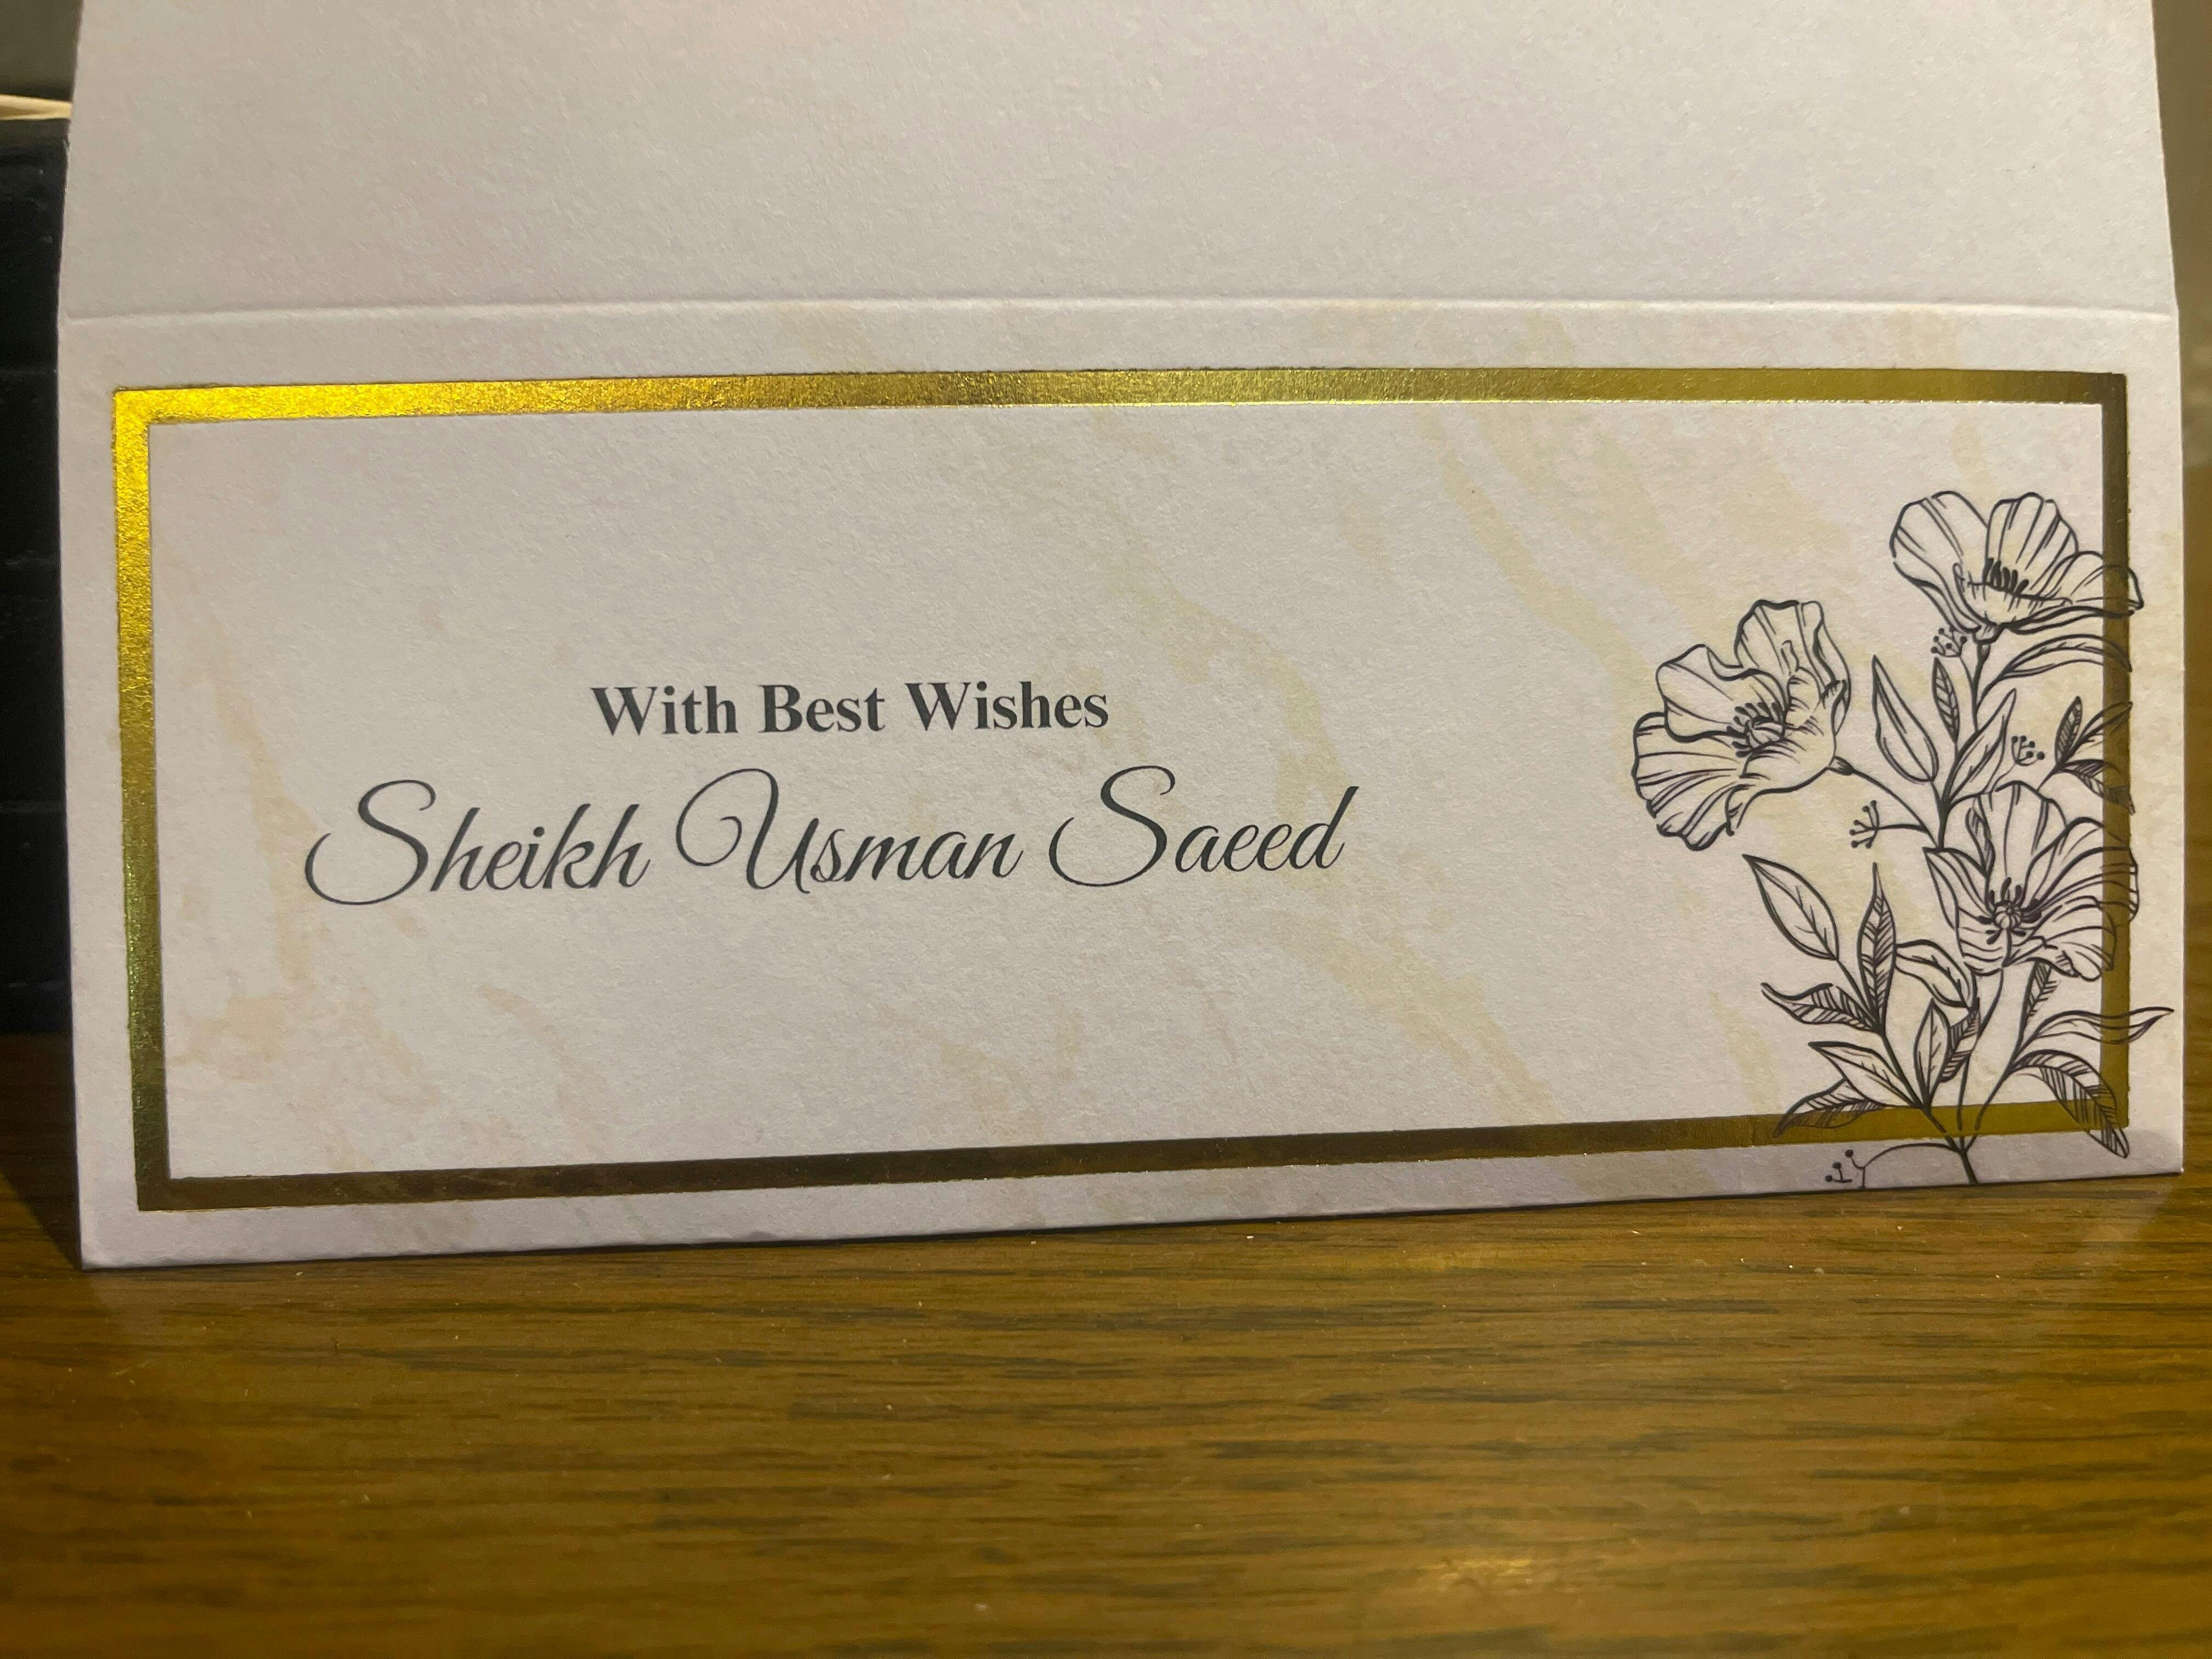 With Best Wishes
Sheikh Usman Saeed